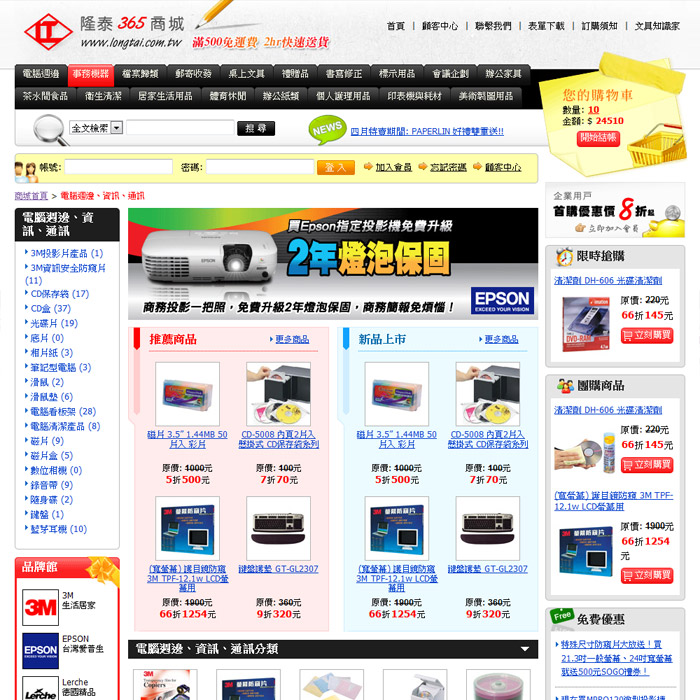 隆泰 365 商城
www.longtai.com.tw
滿500免運費 2hr快速送貨
首頁 | 顧客中心 | 聯繫我們 | 表單下載 | 訂購須知 | 文具知識家
電腦週邊 事務機器 檔案歸類 郵寄收發 桌上文具 禮贈品 書寫修正 標示用品 會議企劃 辦公家具
茶水間食品 衛生清潔 居家生活用品 體育休閒 辦公紙類 個人護理用品 印表機與耗材 美術製圖用品
您的購物車
數量: 10
金額: $ 24510
開始結帳
全文檢索
搜 尋
NEWS
四月特賣期間: PAPERLIN 好禮雙重送!!
帳號:
密碼:
登 入
加入會員
忘記密碼
顧客中心
商城首頁 > 電腦週邊、資訊、通訊
電腦週邊、資
訊、通訊
3M投影片產品 (1)
3M資訊安全防窺片
(11)
CD保存袋 (17)
CD盒 (37)
光碟片 (19)
底片 (0)
相片紙 (3)
筆記型電腦 (3)
滑鼠 (2)
滑鼠墊 (6)
電腦看板架 (28)
電腦清潔產品 (8)
磁片 (9)
磁片盒 (5)
數位相機 (0)
錄音帶 (9)
隨身碟 (2)
鍵盤 (1)
藍芽耳機 (10)
品牌館
3M
3M
生活居家
EPSON
EXCEED YOUR VISION
EPSON
台灣愛普生
Lerche
Lerche
德國精品
買Epson指定投影機免費升級
2年燈泡保固
EPSON
商務投影一把照，免費升級2年燈泡保固，商務簡報免煩惱！
EPSON
EXCEED YOUR VISION
推薦商品
更多商品
磁片 3.5" 1.44MB 50
片入 彩片
原價: 1000元
5折500元
CD-5008 內頁2片入
懸掛式 CD保存袋系列
原價: 100元
7折70元
(寬螢幕) 護目鏡防窺
3M TPF-12.1w LCD螢
幕用
原價: 1900元
66折1254元
鍵盤護墊 GT-GL2307
原價: 360元
9折320元
新品上市
更多商品
磁片 3.5" 1.44MB 50
片入 彩片
原價: 1000元
5折500元
CD-5008 內頁2片入
懸掛式 CD保存袋系列
原價: 100元
7折70元
(寬螢幕) 護目鏡防窺
3M TPF-12.1w LCD螢
幕用
原價: 1900元
66折1254元
鍵盤護墊 GT-GL2307
原價: 360元
9折320元
電腦週邊、資訊、通訊分類
3M
Copiers
企業用戶
首購優惠價8折起
立即加入會員
限時搶購
清潔劑 DH-606 光碟清潔劑
DVD-RAM
原價: 220元
66折145元
立刻購買
團購商品
清潔劑 DH-606 光碟清潔劑
原價: 220元
66折145元
立刻購買
(寬螢幕) 護目鏡防窺 3M TPF-
12.1w LCD螢幕用
原價: 1900元
66折1254
元
立刻購買
Free
免費優惠
特殊尺寸防窺片大放送！買
21.3吋一般螢幕、24吋寬螢幕
就送500元SOGO禮券！